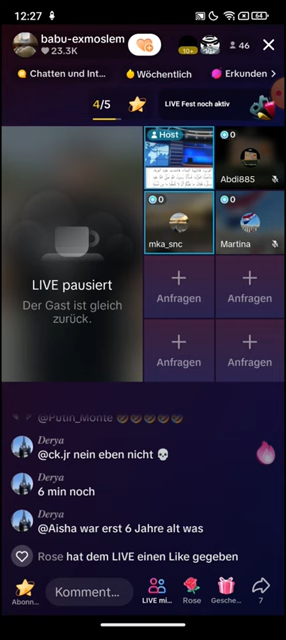 12:27
64
babu-exmoslem
23.3K
10+
46
Chatten und Int...
Wöchentlich
Erkunden
4/5
LIVE Fest noch aktiv
Host
0
Abdi885
0
mka_snc
0
Martina
LIVE pausiert
Der Gast ist gleich
zurück.
+
Anfragen
+
Anfragen
+
Anfragen
+
Anfragen
@Putin_Monte 🤣🤣🤣🤣🤣
Derya
@ck.jr nein eben nicht 💀
Derya
6 min noch
Derya
@Aisha war erst 6 Jahre alt was
Rose hat dem LIVE einen Like gegeben
Abonn...
Komment...
LIVE mi...
Rose
Gesche...
7